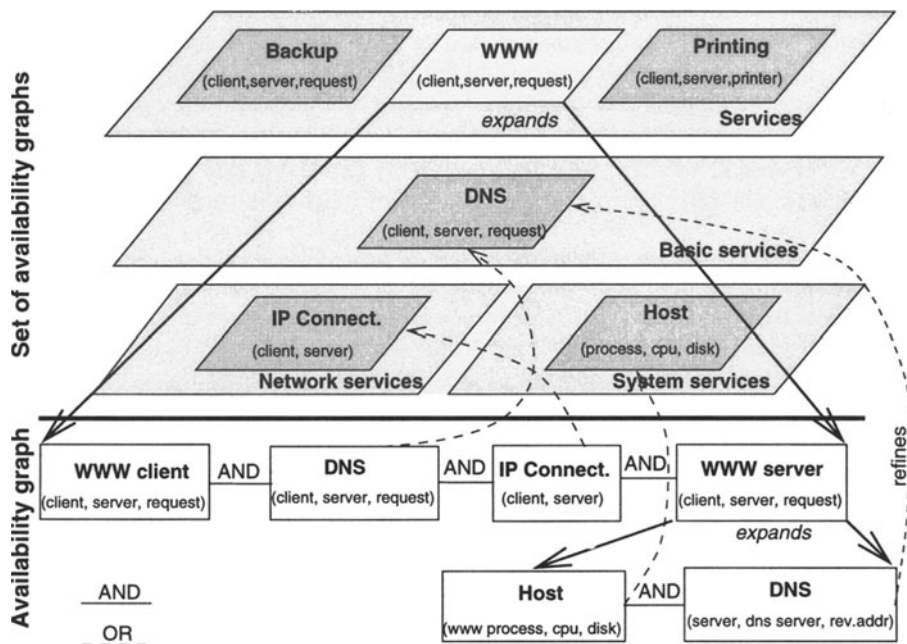 Set of availability graphs
Backup
(client,server,request)
WWW
(client,server,request)
Printing
(client,server,printer)
expands
Services
DNS
(client, server, request)
Basic services
IP Connect.
(client, server)
Network services
Host
(process, cpu, disk)
System services
Availability graph
WWW client
(client, server, request)
AND
DNS
(client, server, request)
AND
IP Connect.
(client, server)
AND
WWW server
(client, server, request)
refines
expands
Host
(www process, cpu, disk)
AND
DNS
(server, dns server, rev.addr)
AND
OR